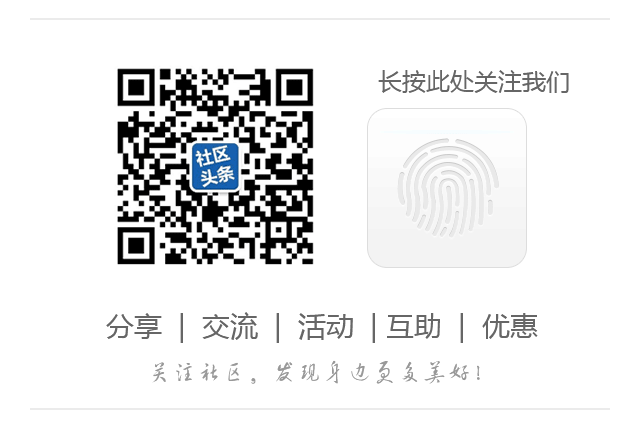 长按此处关注我们
社区
头条
分享 | 交流 | 活动 | 互助 | 优惠
关注社区，发现身边更多美好！